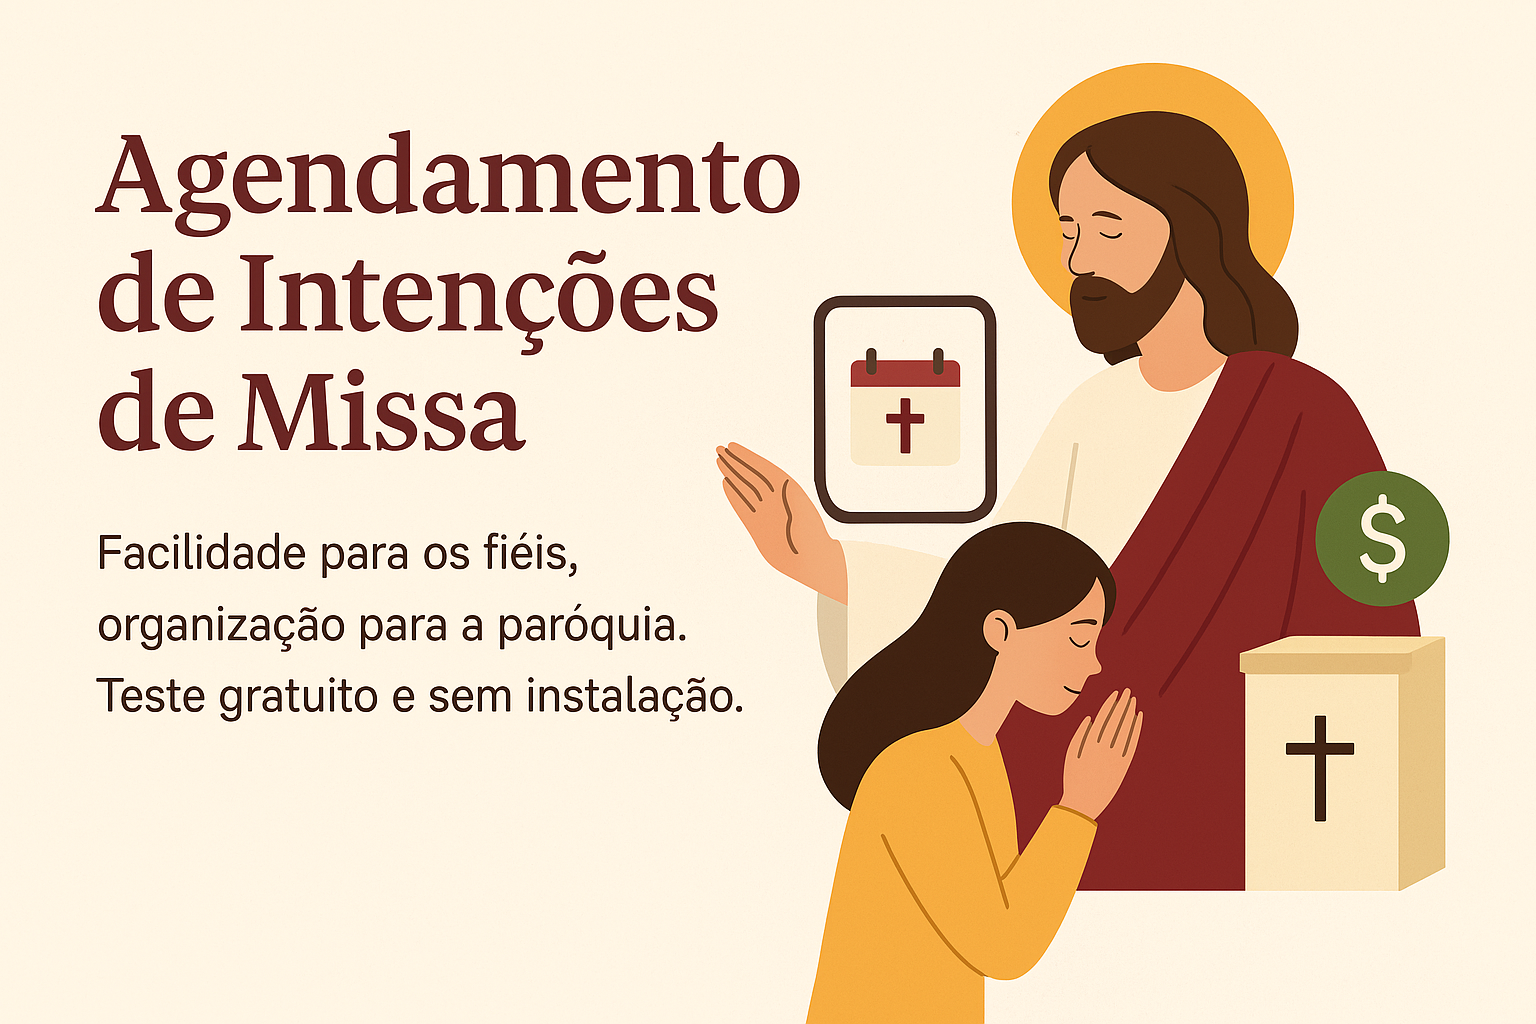 Agendamento
de Intenções
de Missa
Facilidade para os fiéis,
organização para a paróquia.
Teste gratuito e sem instalação.
$